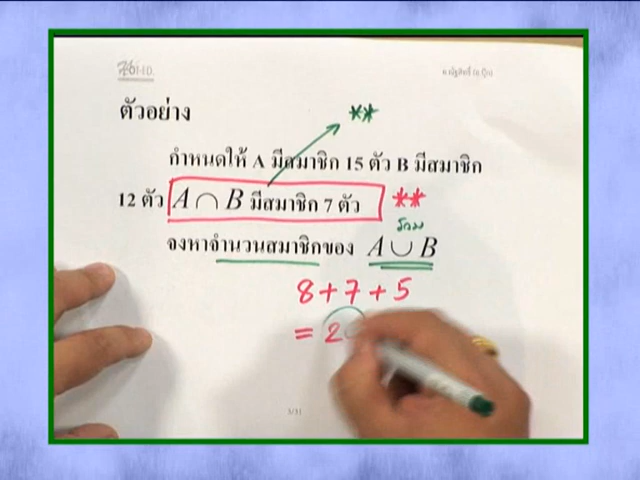 ตัวอย่าง
**
กำหนดให้ A มีสมาชิก 15 ตัว B มีสมาชิก
12 ตัว A ∩ B มีสมาชิก 7 ตัว **
รวม
จงหาจำนวนสมาชิกของ A ∪ B
8 + 7 + 5
= 2